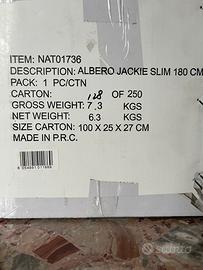 ITEM: NAT01736
DESCRIPTION: ALBERO JACKIE SLIM 180 CM
PACK: 1 PC/CTN
CARTON: 128 OF 250
GROSS WEIGHT: 7.3 KGS
NET WEIGHT: 6.3 KGS
SIZE CARTON: 100 X 25 X 27 CM
MADE IN P.R.C.
subito